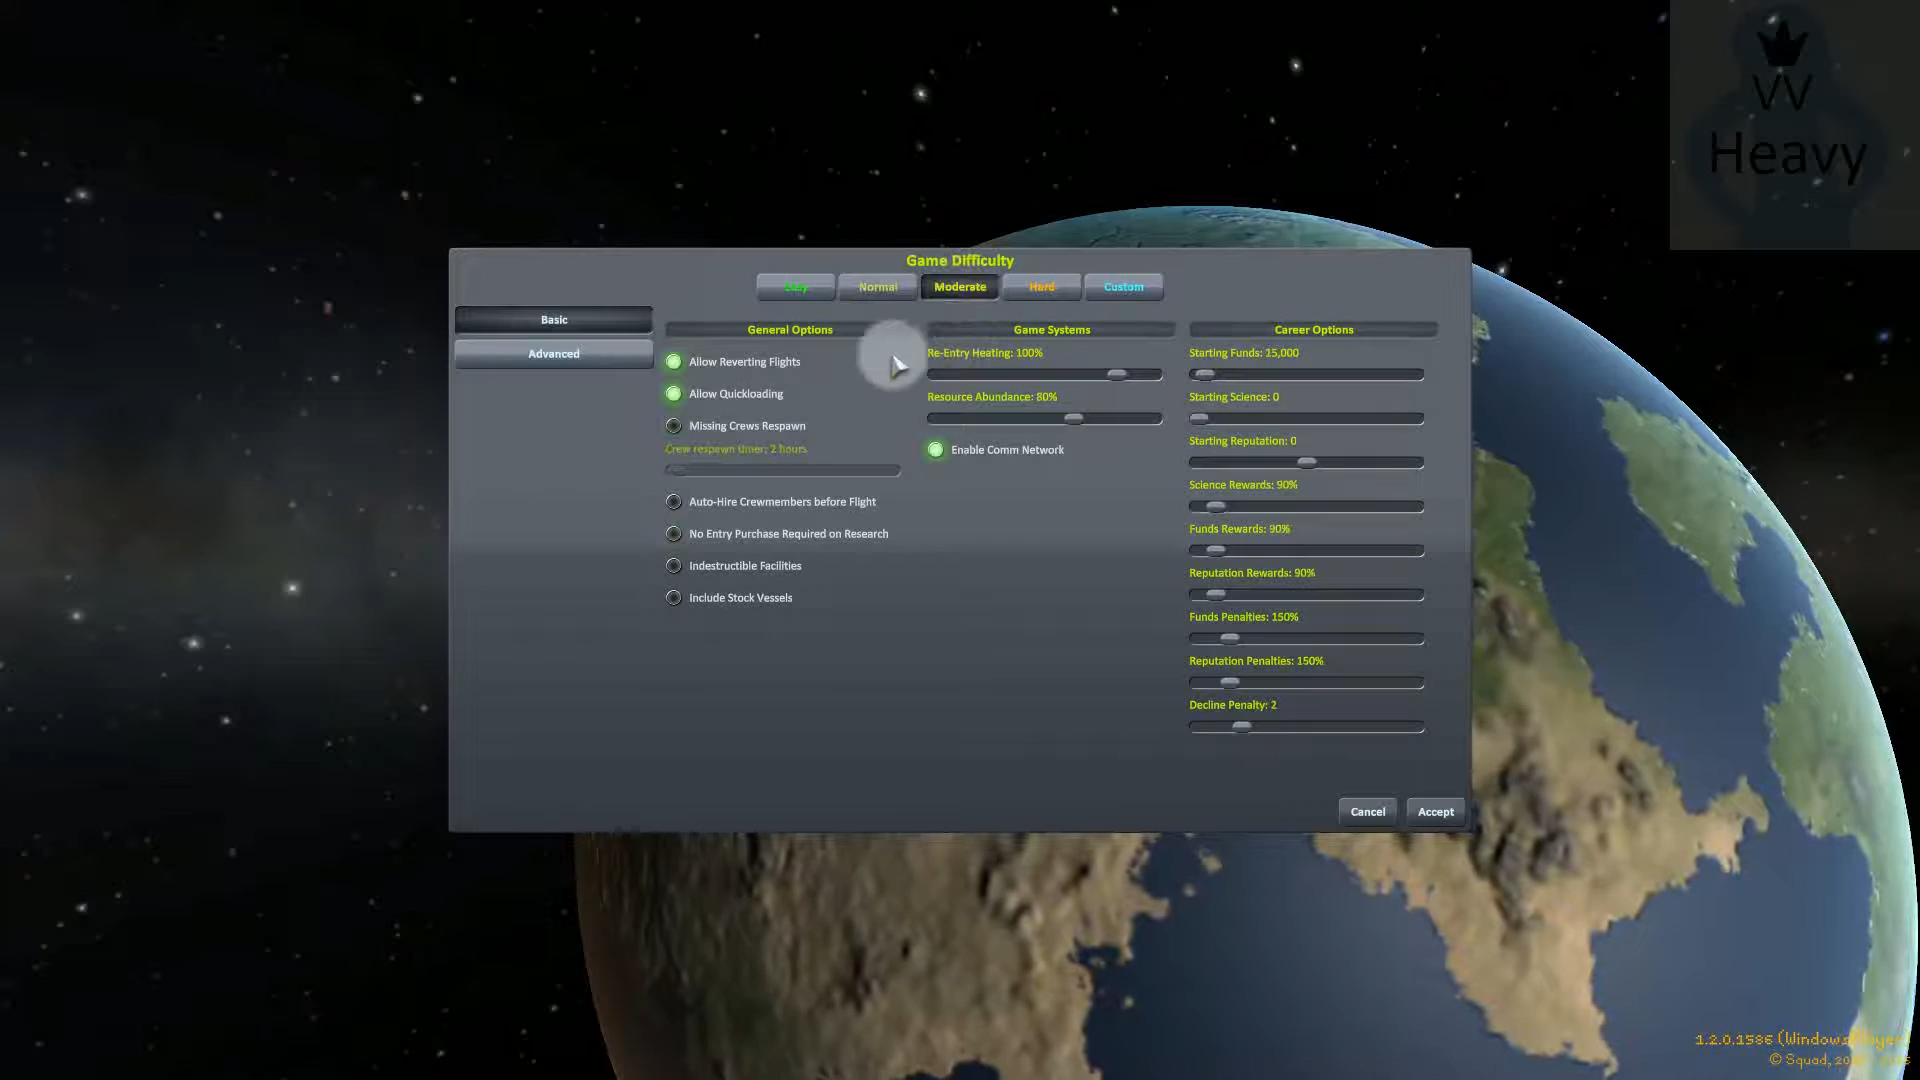 VV
Heavy
Game Difficulty
Easy Normal Moderate Hard Custom
Basic
Advanced
General Options
Allow Reverting Flights
Allow Quickloading
Missing Crews Respawn
Crew respawn timer: 2 hours
Auto-Hire Crewmembers before Flight
No Entry Purchase Required on Research
Indestructible Facilities
Include Stock Vessels
Game Systems
Re-Entry Heating: 100%
Resource Abundance: 80%
Enable Comm Network
Career Options
Starting Funds: 15,000
Starting Science: 0
Starting Reputation: 0
Science Rewards: 90%
Funds Rewards: 90%
Reputation Rewards: 90%
Funds Penalties: 150%
Reputation Penalties: 150%
Decline Penalty: 2
Cancel Accept
1.2.0.1586 (WindowsPlayer)
© Squad,